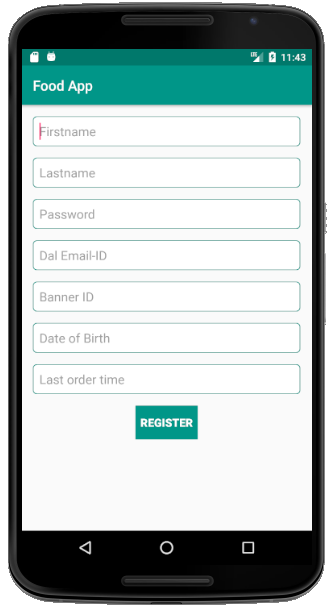 LTE 11:43
Food App
Firstname
Lastname
Password
Dal Email-ID
Banner ID
Date of Birth
Last order time
REGISTER